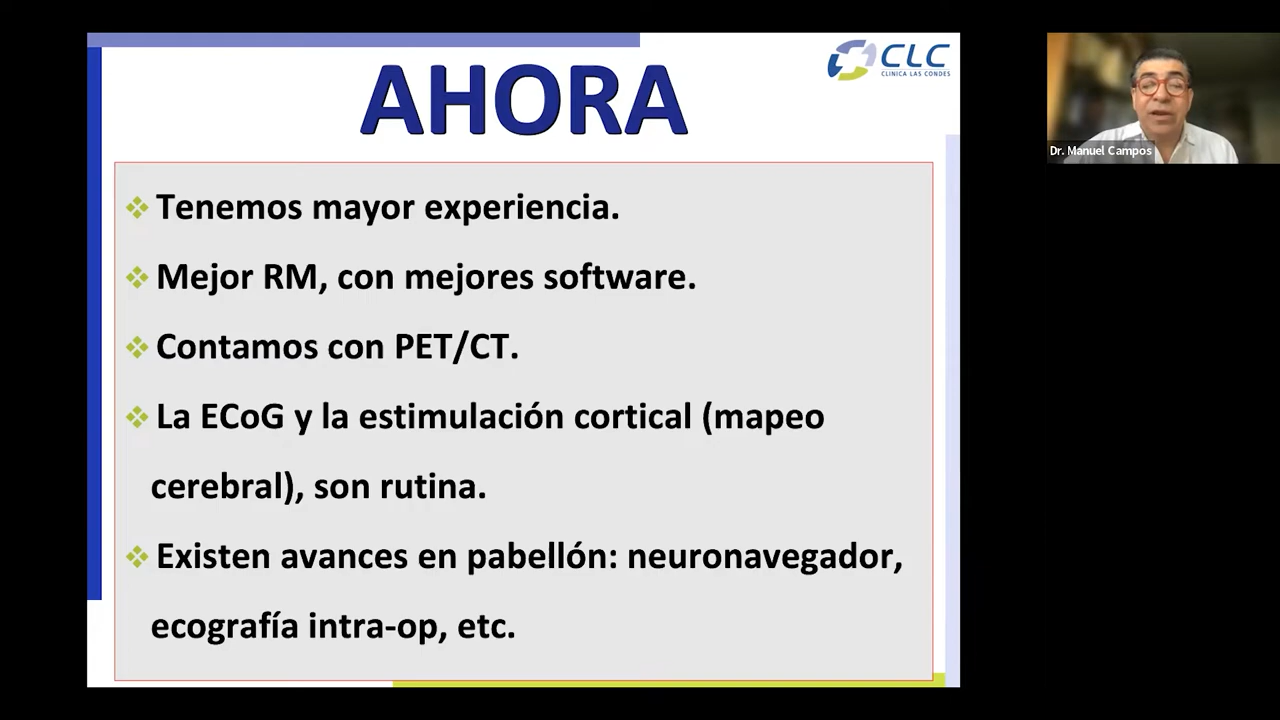 AHORA
CLC
CLINICA LAS CONDES
Tenemos mayor experiencia.
Mejor RM, con mejores software.
Contamos con PET/CT.
La ECoG y la estimulación cortical (mapeo
cerebral), son rutina.
Existen avances en pabellón: neuronavegador,
ecografía intra-op, etc.
Dr. Manuel Campos